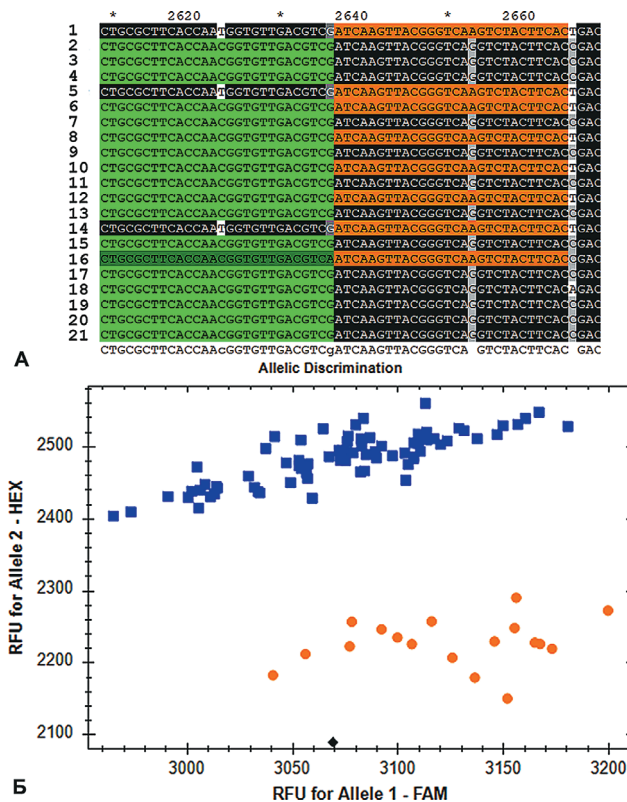 * 2620 * 2640 * 2660
1 CTGCGCTTCACCAATGGTGTTGACGTCGATCAAGTTACGGGTCAAGTCTACTTCACTGAC
2 CTGCGCTTCACCAACGGTGTTGACGTCGATCAAGTTACGGGTCAGGTCTACTTCACCGAC
3 CTGCGCTTCACCAACGGTGTTGACGTCGATCAAGTTACGGGTCAGGTCTACTTCACCGAC
4 CTGCGCTTCACCAACGGTGTTGACGTCGATCAAGTTACGGGTCAGGTCTACTTCACCGAC
5 CTGCGCTTCACCAATGGTGTTGACGTCGATCAAGTTACGGGTCAAGTCTACTTCACTGAC
6 CTGCGCTTCACCAACGGTGTTGACGTCGATCAAGTTACGGGTCAAGTCTACTTCACTGAC
7 CTGCGCTTCACCAACGGTGTTGACGTCGATCAAGTTACGGGTCAGGTCTACTTCACCGAC
8 CTGCGCTTCACCAACGGTGTTGACGTCGATCAAGTTACGGGTCAAGTCTACTTCACTGAC
9 CTGCGCTTCACCAACGGTGTTGACGTCGATCAAGTTACGGGTCAGGTCTACTTCACCGAC
10 CTGCGCTTCACCAACGGTGTTGACGTCGATCAAGTTACGGGTCAAGTCTACTTCACTGAC
11 CTGCGCTTCACCAACGGTGTTGACGTCGATCAAGTTACGGGTCAGGTCTACTTCACCGAC
12 CTGCGCTTCACCAACGGTGTTGACGTCGATCAAGTTACGGGTCAAGTCTACTTCACTGAC
13 CTGCGCTTCACCAACGGTGTTGACGTCGATCAAGTTACGGGTCAGGTCTACTTCACCGAC
14 CTGCGCTTCACCAATGGTGTTGACGTCGATCAAGTTACGGGTCAAGTCTACTTCACTGAC
15 CTGCGCTTCACCAACGGTGTTGACGTCGATCAAGTTACGGGTCAGGTCTACTTCACCGAC
16 CTGCGCTTCACCAACGGTGTTGACGTCAATCAAGTTACGGGTCAAGTCTACTTCACCGAC
17 CTGCGCTTCACCAACGGTGTTGACGTCGATCAAGTTACGGGTCAGGTCTACTTCACCGAC
18 CTGCGCTTCACCAACGGTGTTGACGTCGATCAAGTTACGGGTCAGGTCTACTTCACAGAC
19 CTGCGCTTCACCAACGGTGTTGACGTCGATCAAGTTACGGGTCAGGTCTACTTCACCGAC
20 CTGCGCTTCACCAACGGTGTTGACGTCGATCAAGTTACGGGTCAGGTCTACTTCACCGAC
21 CTGCGCTTCACCAACGGTGTTGACGTCGATCAAGTTACGGGTCAGGTCTACTTCACCGAC
CTGCGCTTCACCAAcGGTGTTGACGTCgATCAAGTTACGGGTCA GTCTACTTCAC GAC
А
Allelic Discrimination
RFU for Allele 2 - HEX
2500
2400
2300
2200
2100
3000 3050 3100 3150 3200
RFU for Allele 1 - FAM
Б